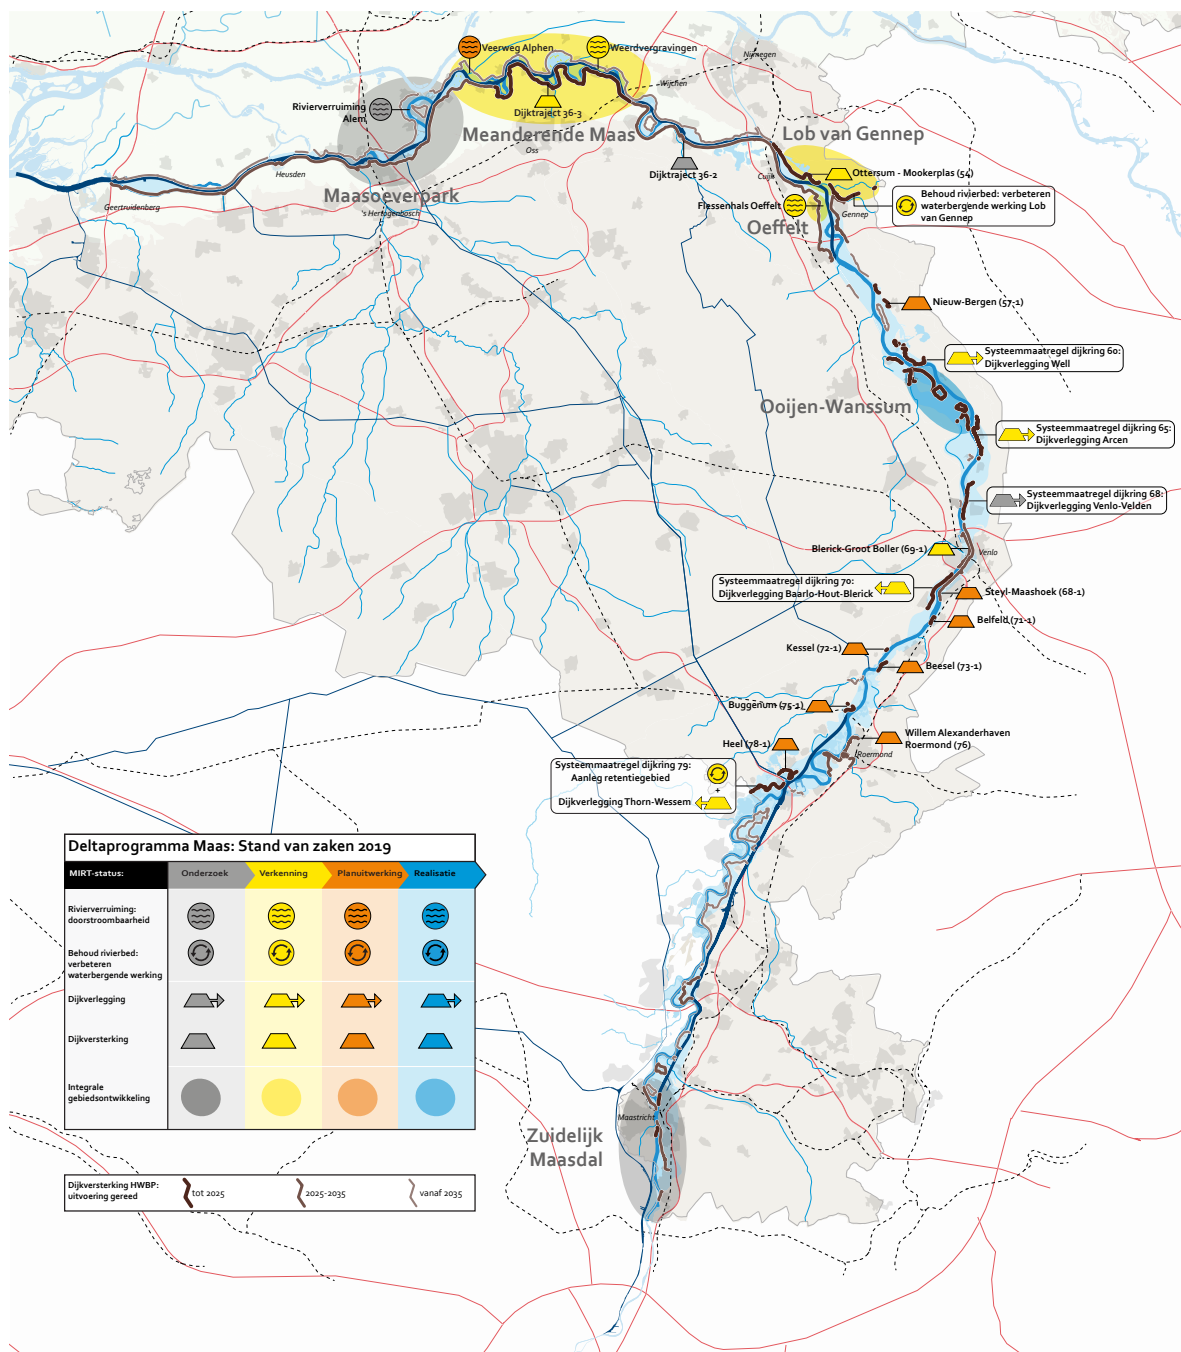 Nijmegen
Veerweg Alphen
Weerdvergravingen
Wijchen
Rivierverruiming
Alem
Dijktraject 36-3
Meanderende Maas
Oss
Lob van Gennep
Dijktraject 36-2
Cuijk
Ottersum - Mookerplas (54)
Heusden
Maasoeverpark
Geertruidenberg
's Hertogenbosch
Flessenhals Oeffelt
Gennep
Oeffelt
Behoud rivierbed: verbeteren
waterbergende werking Lob
van Gennep
Nieuw-Bergen (57-1)
Systeemmaatregel dijkring 60:
Dijkverlegging Well
Ooijen-Wanssum
Systeemmaatregel dijkring 65:
Dijkverlegging Arcen
Systeemmaatregel dijkring 68:
Dijkverlegging Venlo-Velden
Blerick-Groot Boller (69-1)
Venlo
Systeemmaatregel dijkring 70:
Dijkverlegging Baarlo-Hout-Blerick
Steyl-Maashoek (68-1)
Belfeld (71-1)
Kessel (72-1)
Beesel (73-1)
Buggenum (75-1)
Willem Alexanderhaven
Roermond (76)
Heel (78-1)
Roermond
Systeemmaatregel dijkring 79:
Aanleg retentiegebied
+
Dijkverlegging Thorn-Wessem
Deltaprogramma Maas: Stand van zaken 2019
MIRT-status:
Onderzoek
Verkenning
Planuitwerking
Realisatie
Rivierverruiming:
doorstroombaarheid
Behoud rivierbed:
verbeteren
waterbergende werking
Dijkverlegging
Dijkversterking
Integrale
gebiedsontwikkeling
Maastricht
Zuidelijk
Maasdal
Dijkversterking HWBP:
uitvoering gereed
tot 2025
2025-2035
vanaf 2035